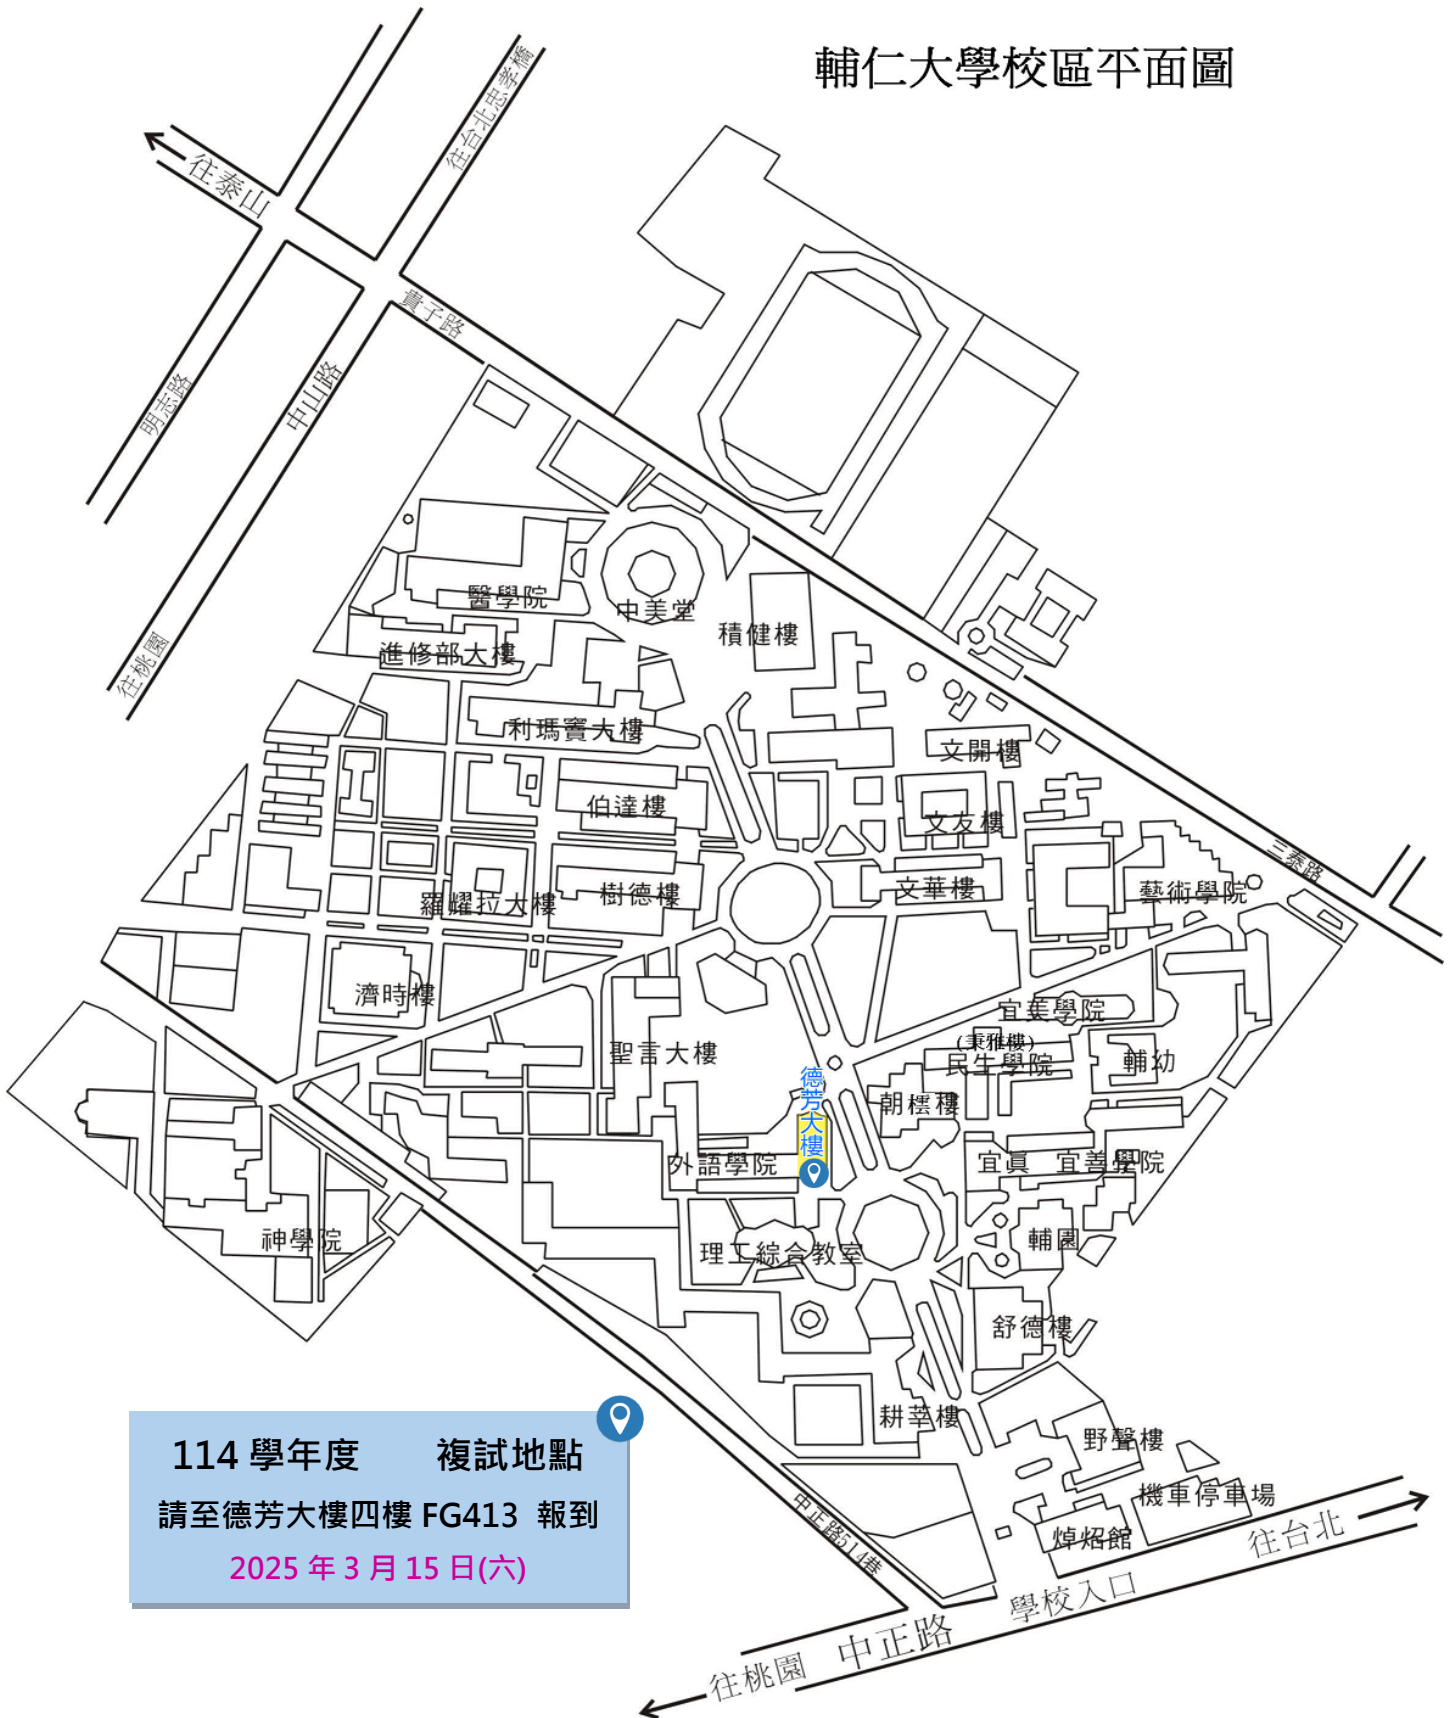 輔仁大學校區平面圖
往台北忠孝橋
往泰山
貴子路
明志路
中山路
往桃園
醫學院
中美堂
積健樓
進修部大樓
利瑪竇大樓
文開樓
伯達樓
文友樓
三泰路
羅耀拉大樓
樹德樓
文華樓
藝術學院
濟時樓
宜美學院
(秉雅樓)
民生學院
聖言大樓
輔幼
德芳大樓
朝橒樓
外語學院
宜眞
宜善學院
神學院
理工綜合教室
輔園
舒德樓
耕莘樓
野聲樓
機車停車場
焯炤館
中正路514巷
往台北
學校入口
中正路
往桃園
114 學年度 複試地點
請至德芳大樓四樓 FG413 報到
2025 年 3 月 15 日(六)